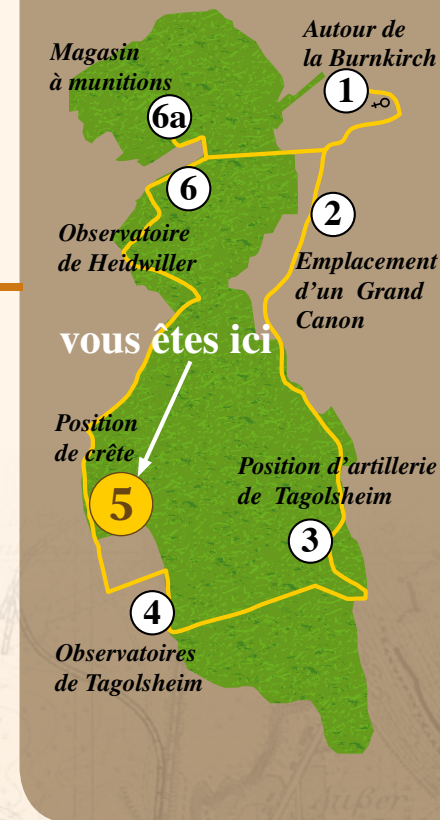 Autour de
la Burnkirch
1
Magasin
à munitions
6a
6
2
Observatoire
de Heidwiller
Emplacement
d'un Grand
Canon
vous êtes ici
Position
de crête
5
Position d'artillerie
de Tagolsheim
3
4
Observatoires
de Tagolsheim